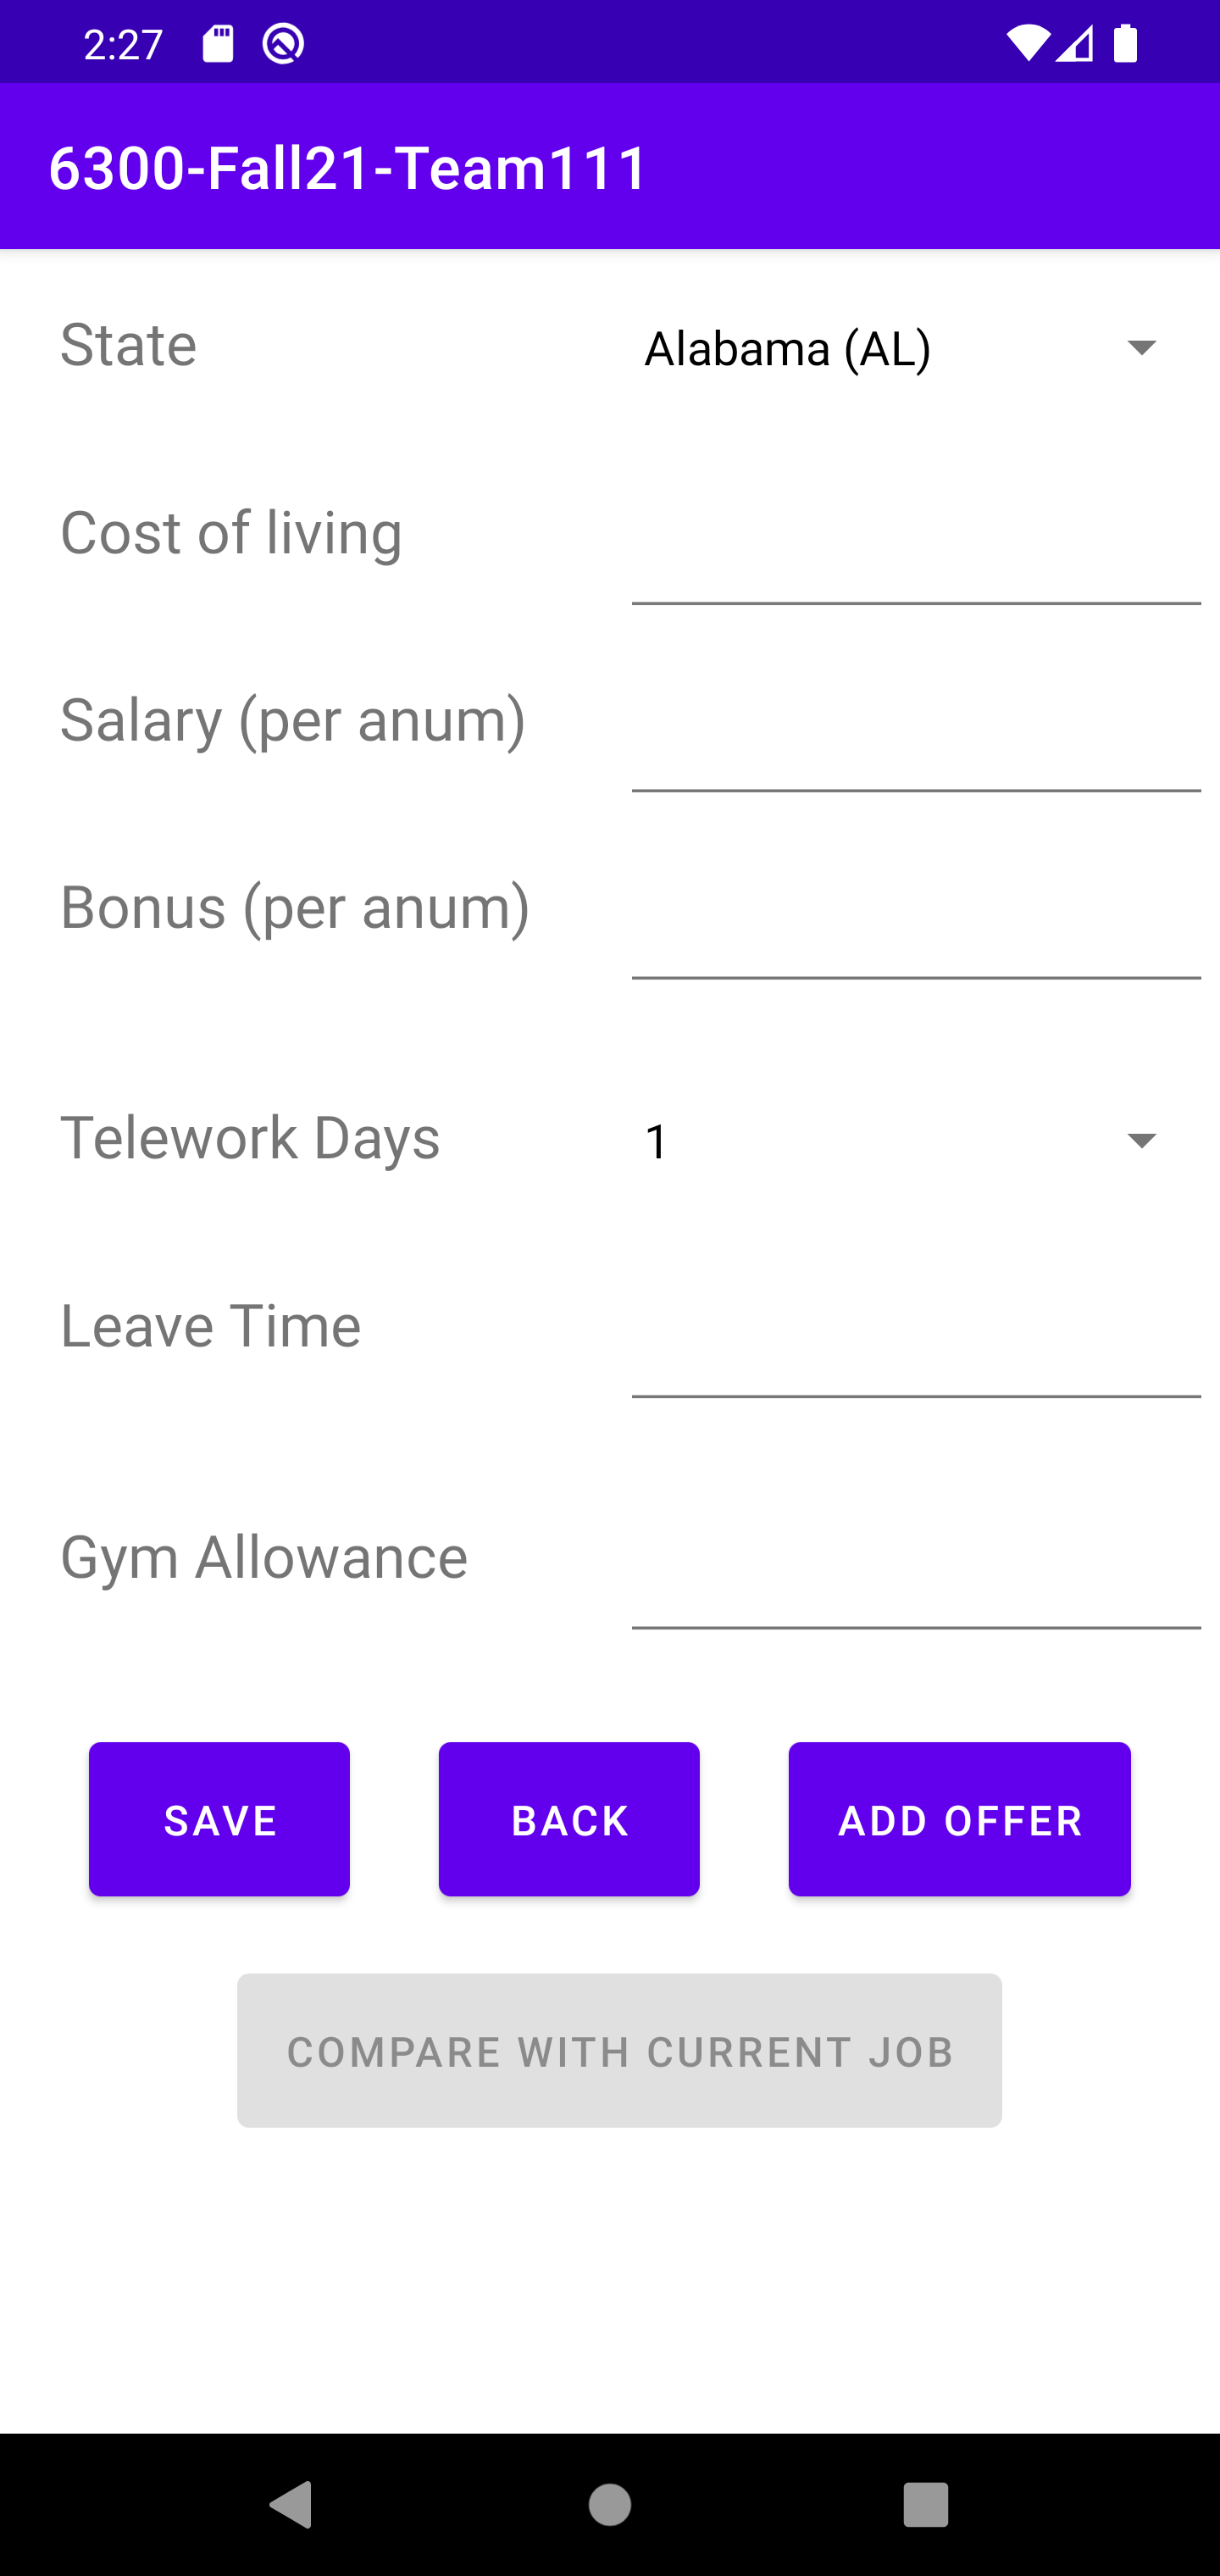 2:27
6300-Fall21-Team111
State Alabama (AL)
Cost of living
Salary (per anum)
Bonus (per anum)
Telework Days 1
Leave Time
Gym Allowance
SAVE BACK ADD OFFER
COMPARE WITH CURRENT JOB